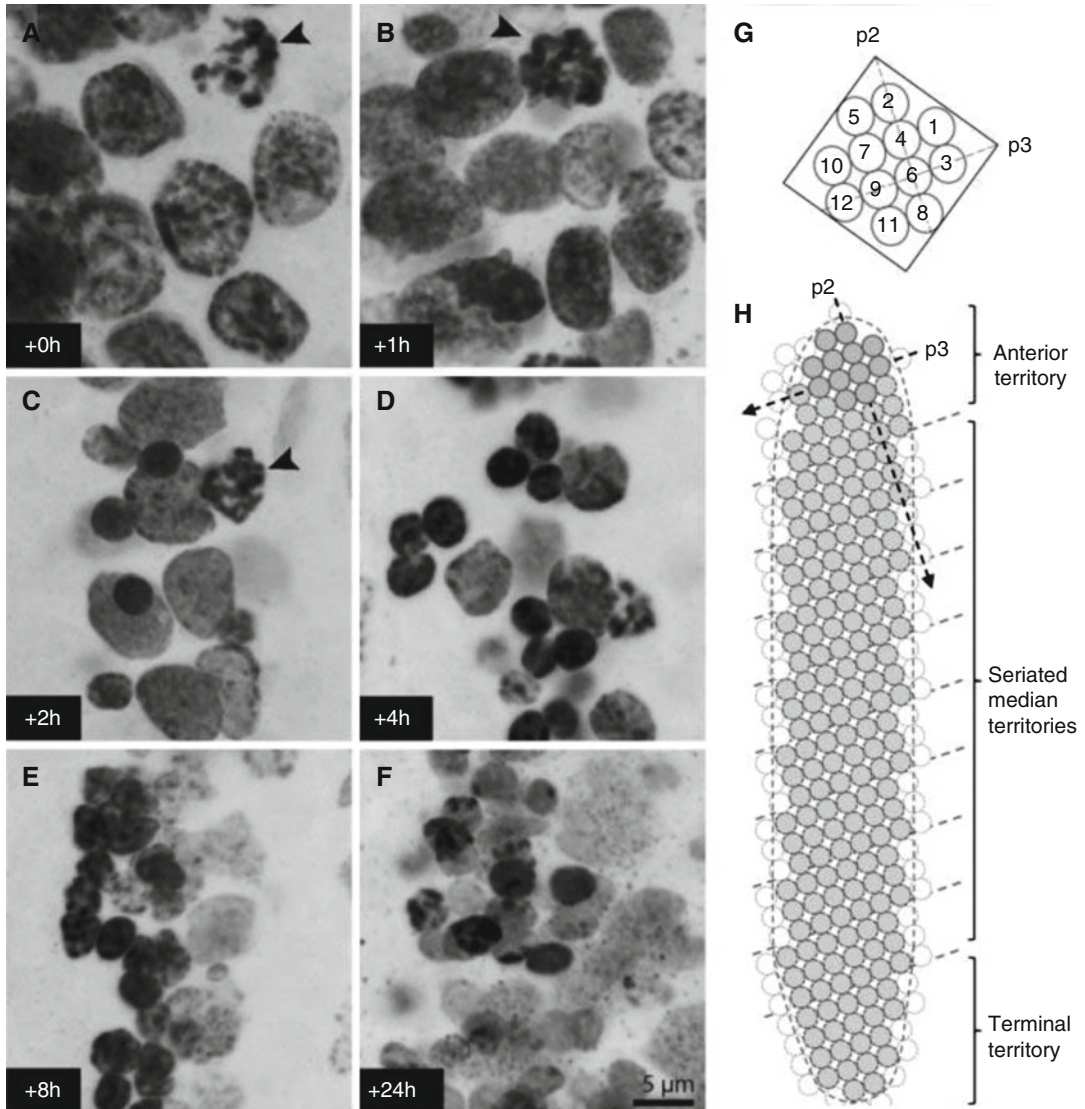 A
+0h
B
+1h
C
+2h
D
+4h
E
+8h
F
+24h
5 µm
G
p2
p3
2
5
1
4
7
3
10
6
9
12
8
11
H
p2
p3
Anterior
territory
Seriated
median
territories
Terminal
territory